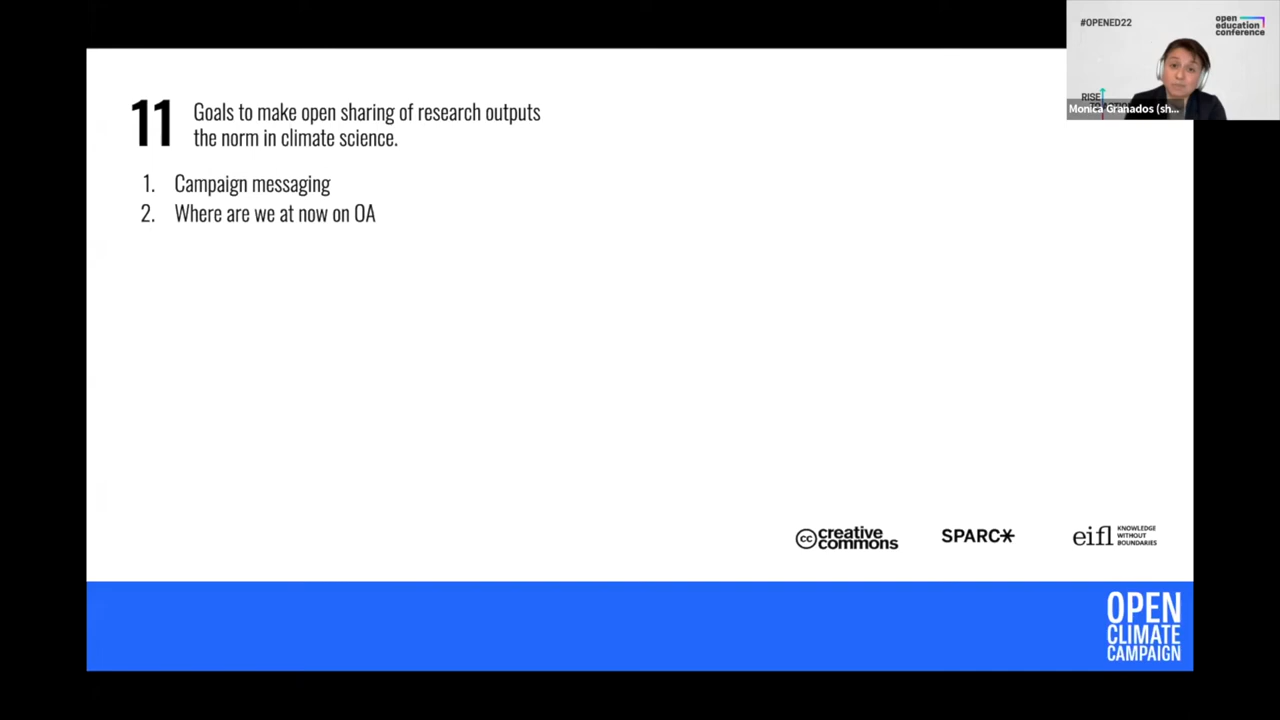 #OPENED22
open
education
conference
RISE
Monica Granados (sh...
11
Goals to make open sharing of research outputs
the norm in climate science.
1. Campaign messaging
2. Where are we at now on OA
cc creative
commons
SPARC
eifl
KNOWLEDGE
WITHOUT
BOUNDARIES
OPEN
CLIMATE
CAMPAIGN